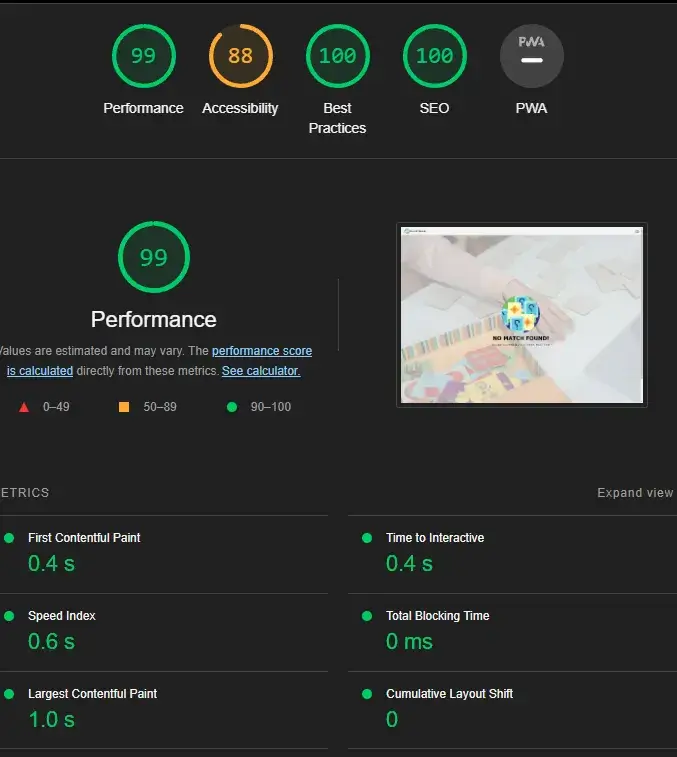 99
88
100
100
PWA
Performance
Accessibility
Best
Practices
SEO
PWA
99
Performance
Values are estimated and may vary. The performance score
is calculated directly from these metrics. See calculator.
0–49
50–89
90–100
NO MATCH FOUND!
ETRICS
Expand view
First Contentful Paint
0.4 s
Time to Interactive
0.4 s
Speed Index
0.6 s
Total Blocking Time
0 ms
Largest Contentful Paint
1.0 s
Cumulative Layout Shift
0